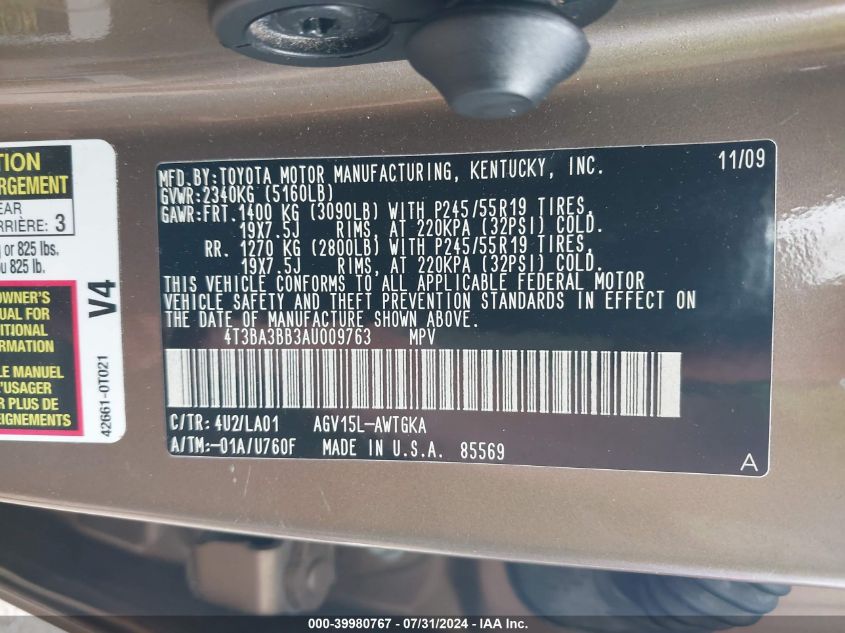 TION
RGEMENT
EAR
RRIÈRE: 3
g or 825 lbs.
u 825 lb.
OWNER'S
UAL FOR
ITIONAL
RMATION
LE MANUEL
L'USAGER
R PLUS DE
EIGNEMENTS
V4
42661-0T021
MFD.BY:TOYOTA MOTOR MANUFACTURING, KENTUCKY, INC. 11/09
GVWR:2340KG (5160LB)
GAWR:FRT.1400 KG (3090LB) WITH P245/55R19 TIRES,
19X7.5J RIMS, AT 220KPA (32PSI) COLD.
RR. 1270 KG (2800LB) WITH P245/55R19 TIRES,
19X7.5J RIMS, AT 220KPA (32PSI) COLD.
THIS VEHICLE CONFORMS TO ALL APPLICABLE FEDERAL MOTOR
VEHICLE SAFETY AND THEFT PREVENTION STANDARDS IN EFFECT ON
THE DATE OF MANUFACTURE SHOWN ABOVE.
4T3BA3BB3AU009763 MPV
C/TR: 4U2/LA01 AGV15L-AWTGKA
A/TM:-01A/U760F MADE IN U.S.A. 85569 A
000-39980767 - 07/31/2024 - IAA Inc.